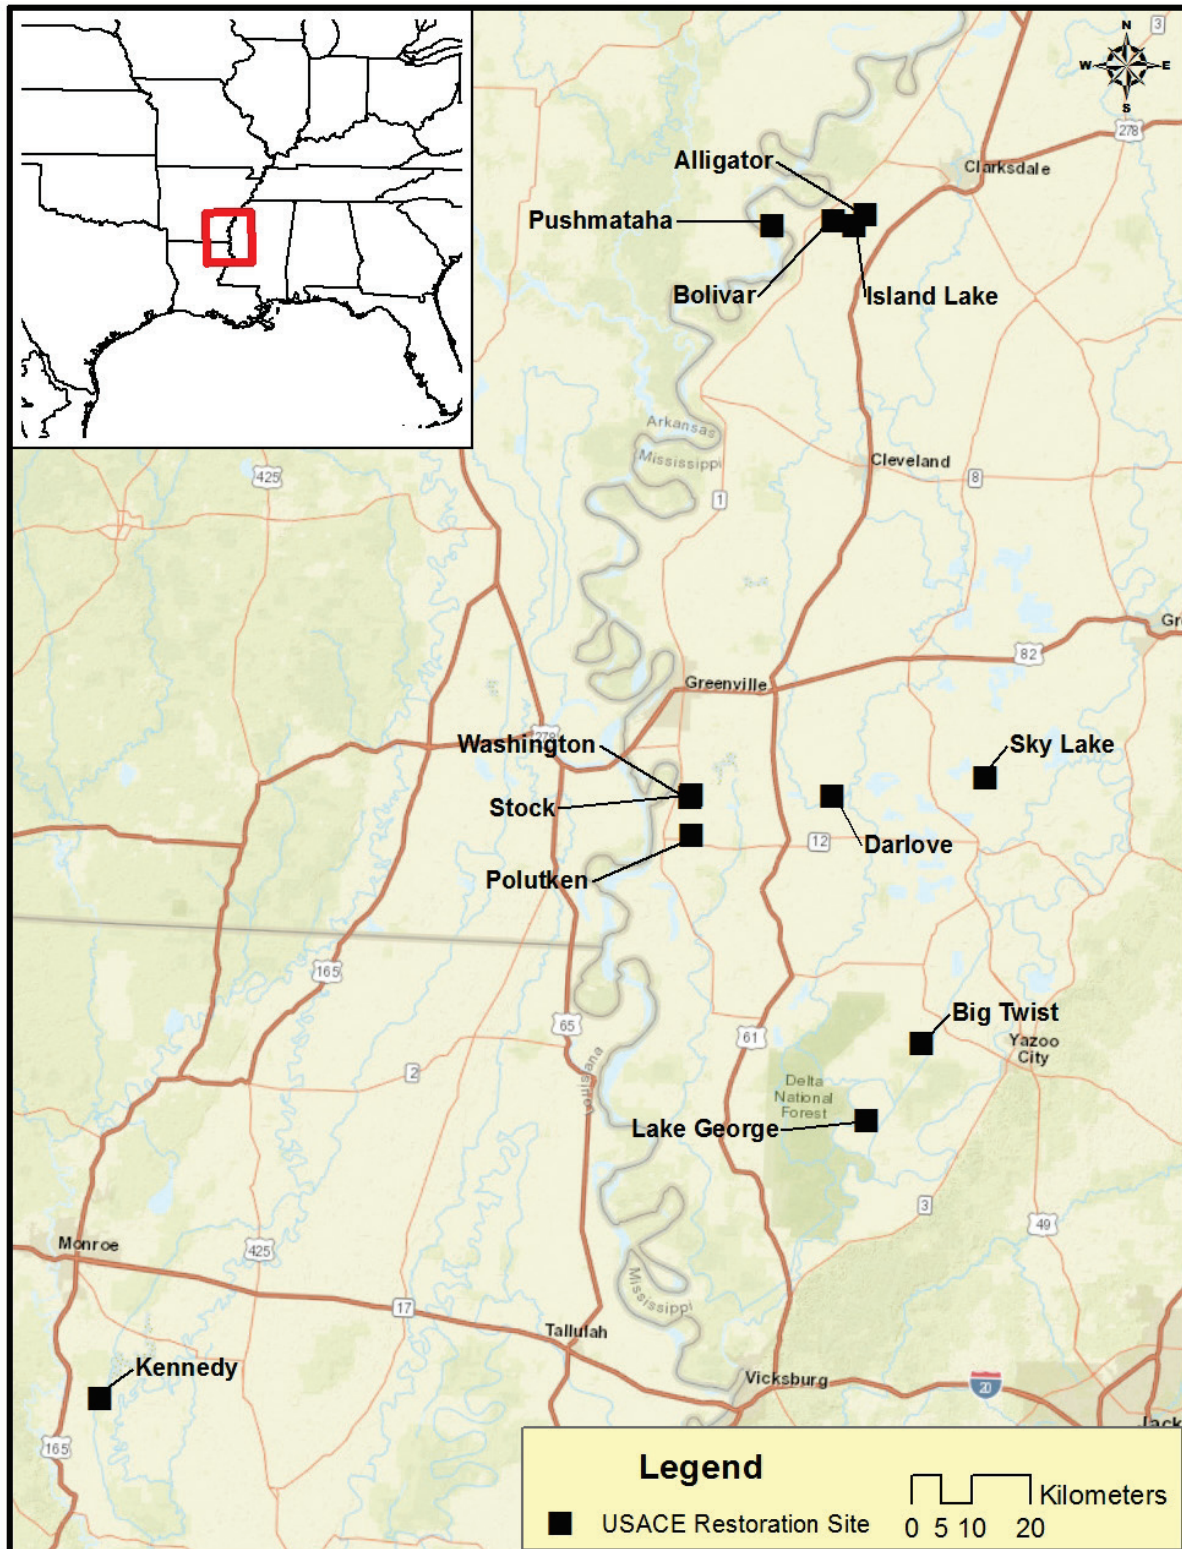 N
W
E
S
3
278
Alligator
Clarksdale
Pushmataha
Bolivar
Island Lake
Arkansas
Mississippi
Cleveland
425
8
1
Gr
82
Greenville
278
Washington
Sky Lake
Stock
12
Darlove
Polutken
165
Big Twist
65
61
Yazoo
City
Louisiana
2
Delta
National
Forest
Lake George
3
49
Monroe
425
Mississippi
17
Tallulah
Kennedy
Vicksburg
20
165
Jack
Legend
USACE Restoration Site
Kilometers
0 5 10 20